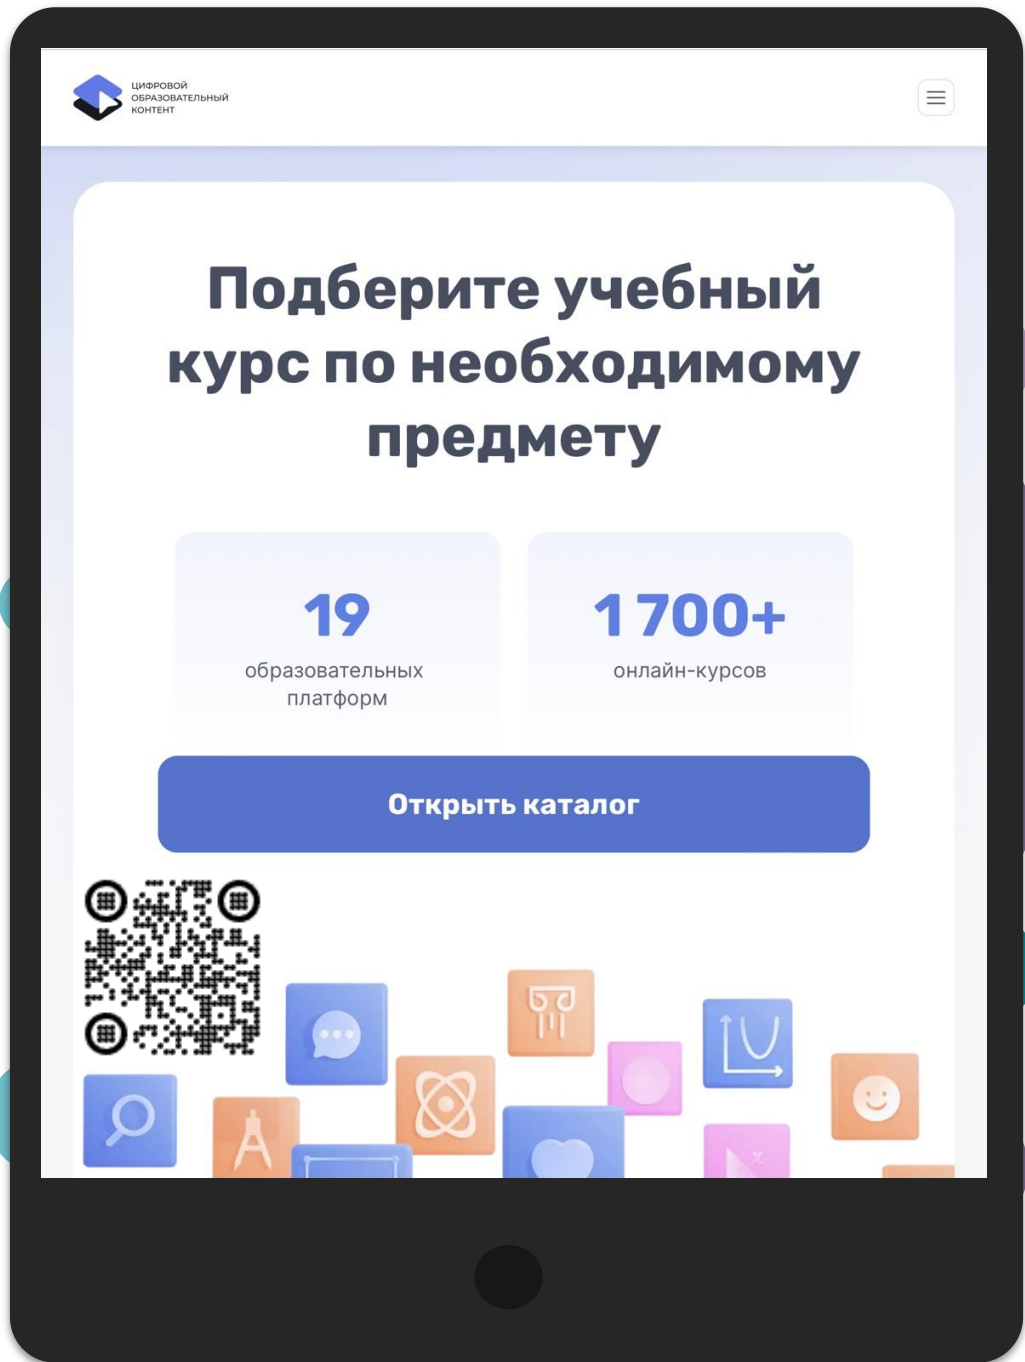 ЦИФРОВОЙ
ОБРАЗОВАТЕЛЬНЫЙ
КОНТЕНТ
Подберите учебный
курс по необходимому
предмету
19
образовательных
платформ
1 700+
онлайн-курсов
Открыть каталог
x